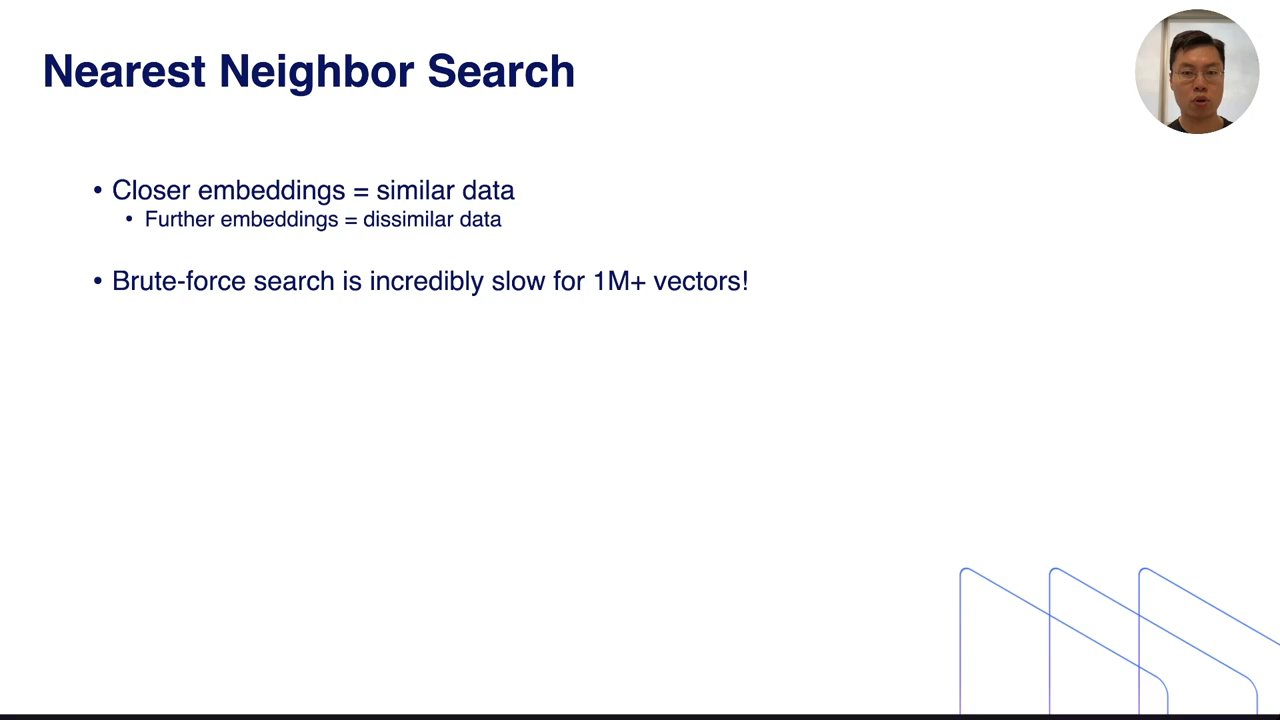 Nearest Neighbor Search
• Closer embeddings = similar data
• Further embeddings = dissimilar data
• Brute-force search is incredibly slow for 1M+ vectors!